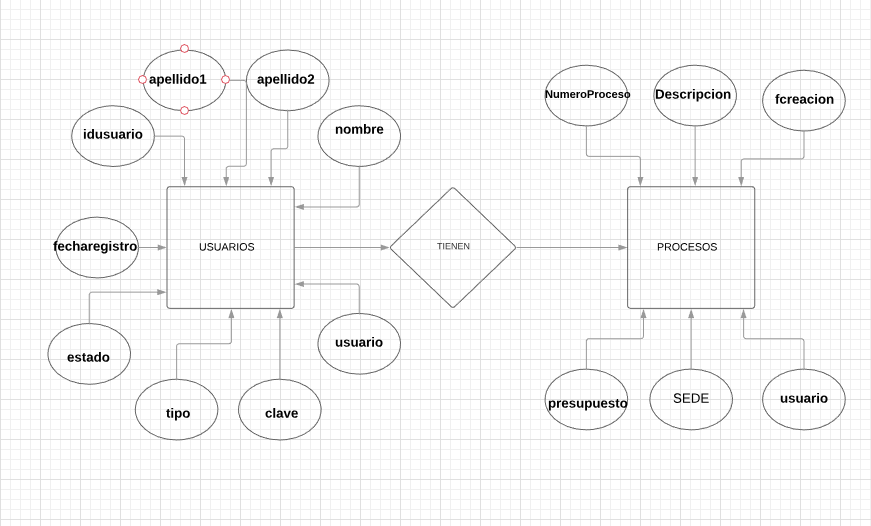 apellido1
apellido2
idusuario
nombre
fecharegistro
USUARIOS
estado
tipo
clave
usuario
TIENEN
NumeroProceso
Descripcion
fcreacion
PROCESOS
presupuesto
SEDE
usuario